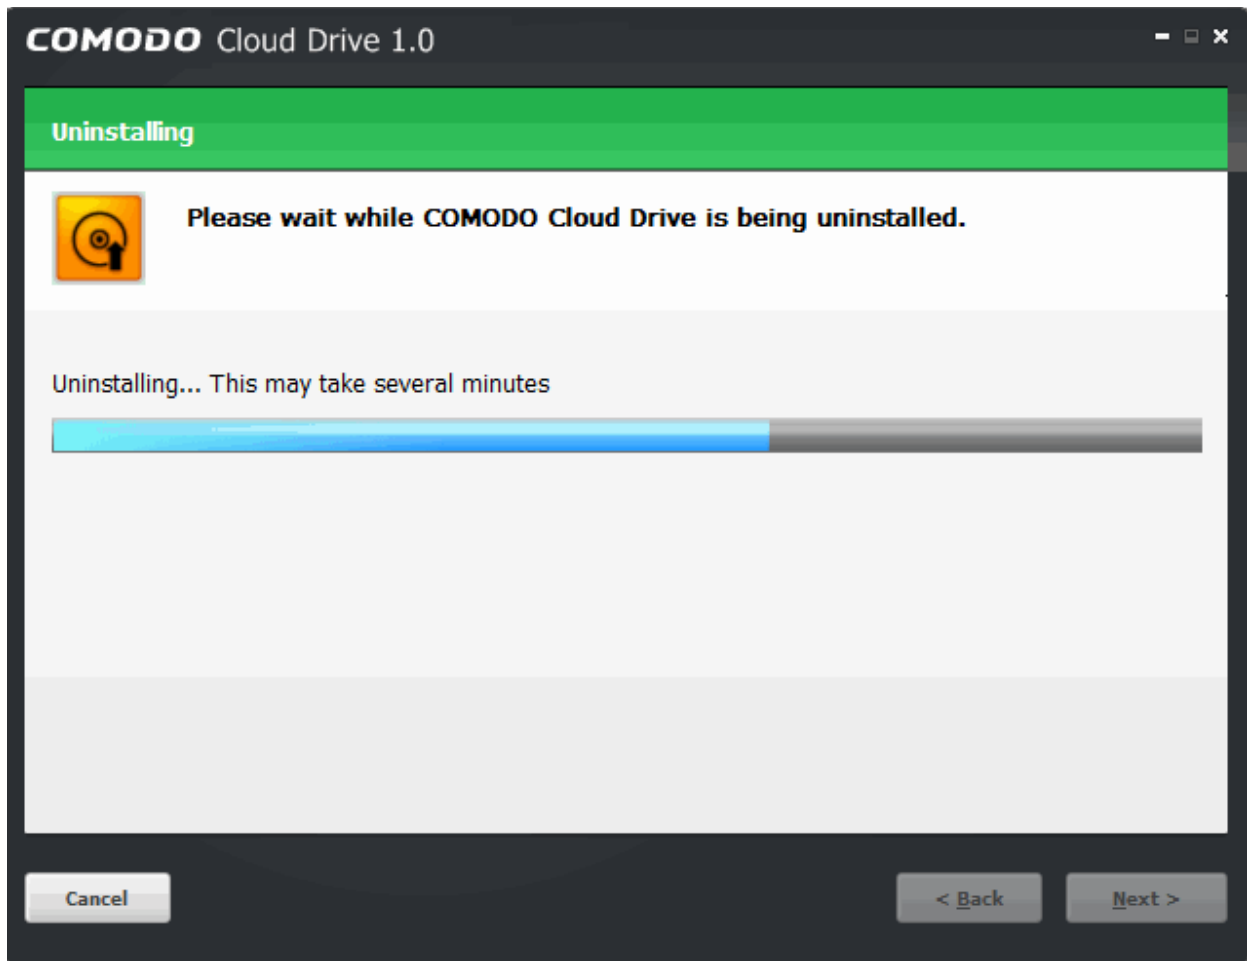 COMODO Cloud Drive 1.0
Uninstalling
Please wait while COMODO Cloud Drive is being uninstalled.
Uninstalling... This may take several minutes
Cancel
< Back
Next >